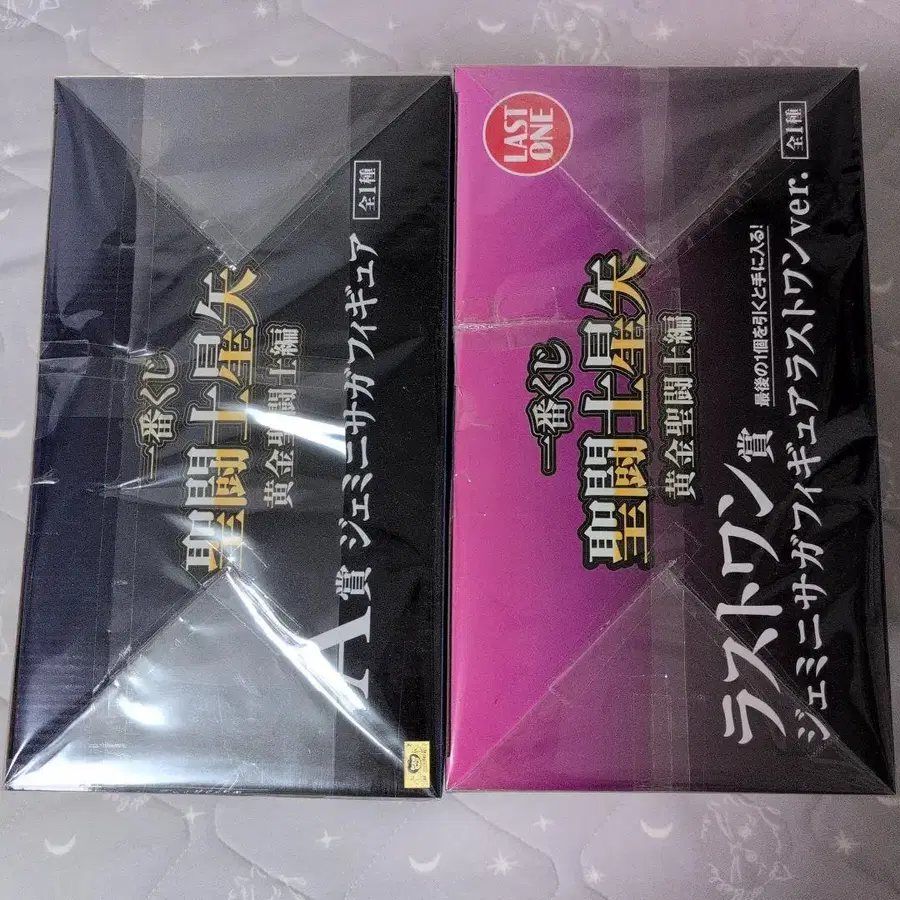 一番くじ
聖闘士星矢
黄金聖闘士編
A賞 ジェミニサガフィギュア
全1種
LAST
ONE
一番くじ
聖闘士星矢
黄金聖闘士編
最後の1個を引くと手に入る!
ラストワン賞
ジェミニサガフィギュアラストワンver.
全1種